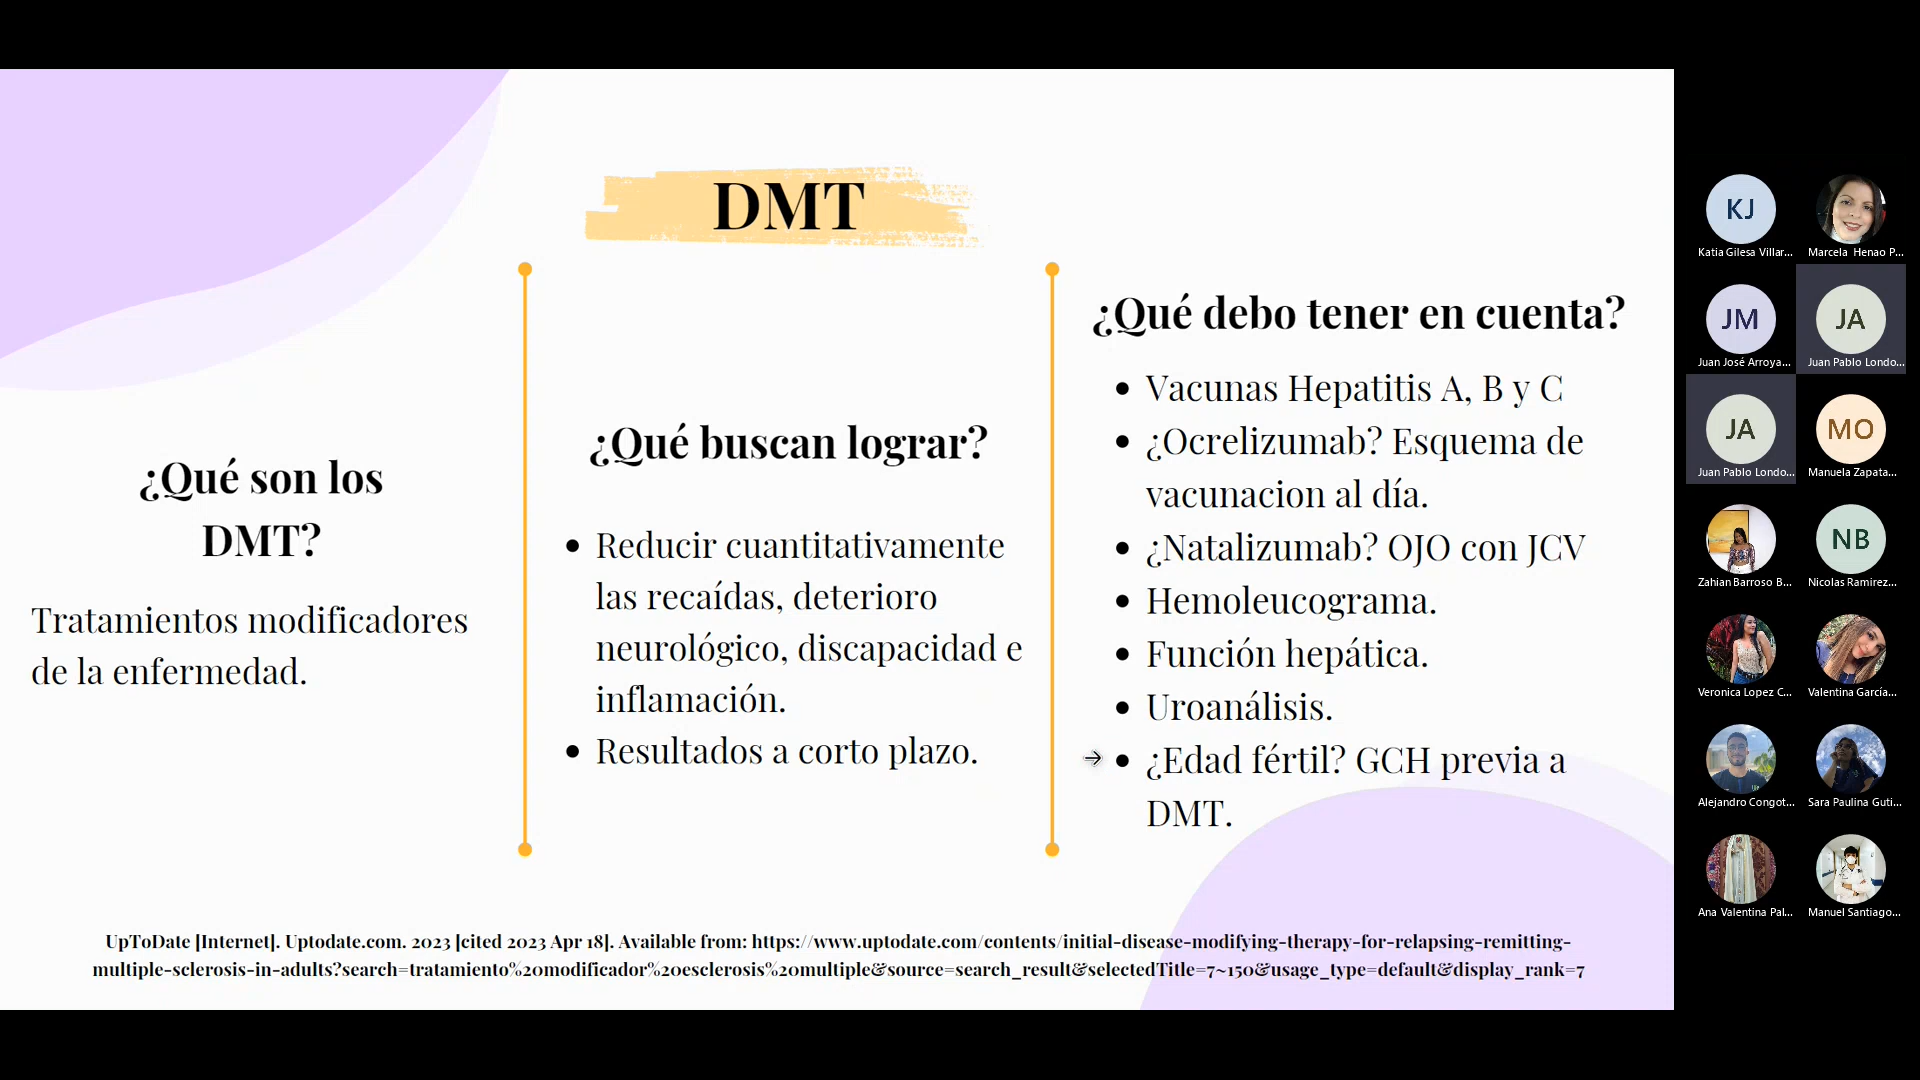 DMT
¿Qué son los
DMT?
Tratamientos modificadores
de la enfermedad.
¿Qué buscan lograr?
Reducir cuantitativamente
las recaídas, deterioro
neurológico, discapacidad e
inflamación.
Resultados a corto plazo.
¿Qué debo tener en cuenta?
Vacunas Hepatitis A, B y C
¿Ocrelizumab? Esquema de
vacunacion al día.
¿Natalizumab? OJO con JCV
Hemoleucograma.
Función hepática.
Uroanálisis.
¿Edad fértil? GCH previa a
DMT.
UpToDate [Internet]. Uptodate.com. 2023 [cited 2023 Apr 18]. Available from: https://www.uptodate.com/contents/initial-disease-modifying-therapy-for-relapsing-remitting-
multiple-sclerosis-in-adults?search=tratamiento%20modificador%20esclerosis%20multiple&source=search_result&selectedTitle=7~150&usage_type=default&display_rank=7
KJ
Katia Gilesa Villar...
Marcela Henao P...
JM
Juan José Arroya...
JA
Juan Pablo Londo...
JA
Juan Pablo Londo...
MO
Manuela Zapata...
Zahian Barroso B...
NB
Nicolas Ramirez...
Veronica Lopez C...
Valentina García...
Alejandro Congot...
Sara Paulina Guti...
Ana Valentina Pal...
Manuel Santiago...